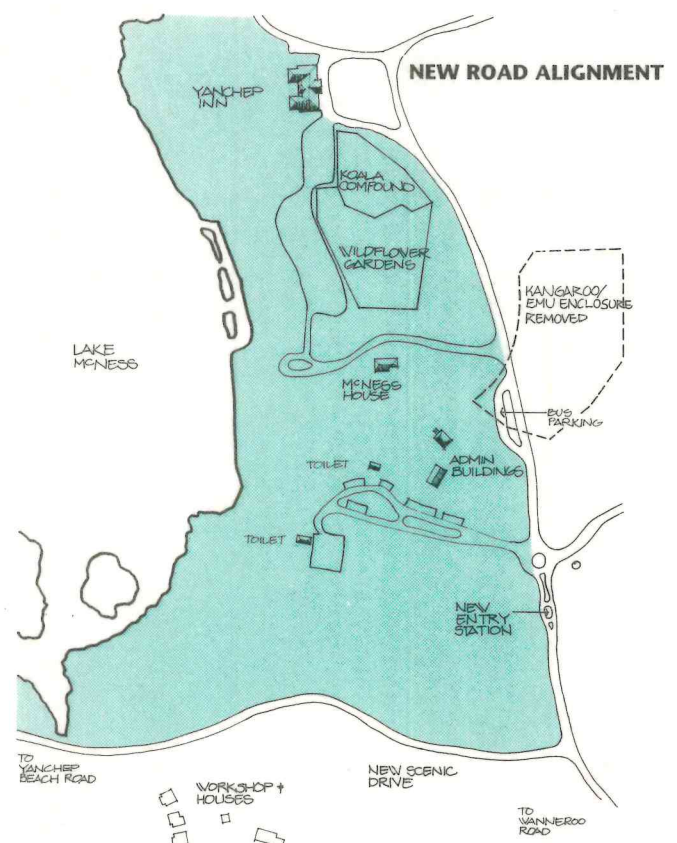 NEW ROAD ALIGNMENT
YANCHEP
INN
KOALA
COMPOUND
WILDFLOWER
GARDENS
KANGAROO/
EMU ENCLOSURE
REMOVED
LAKE
McNESS
McNESS
HOUSE
BUS
PARKING
TOILET
ADMIN
BUILDINGS
TOILET
NEW
ENTRY
STATION
TO
YANCHEP
BEACH ROAD
NEW SCENIC
DRIVE
WORKSHOP +
HOUSES
TO
WANNEROO
ROAD